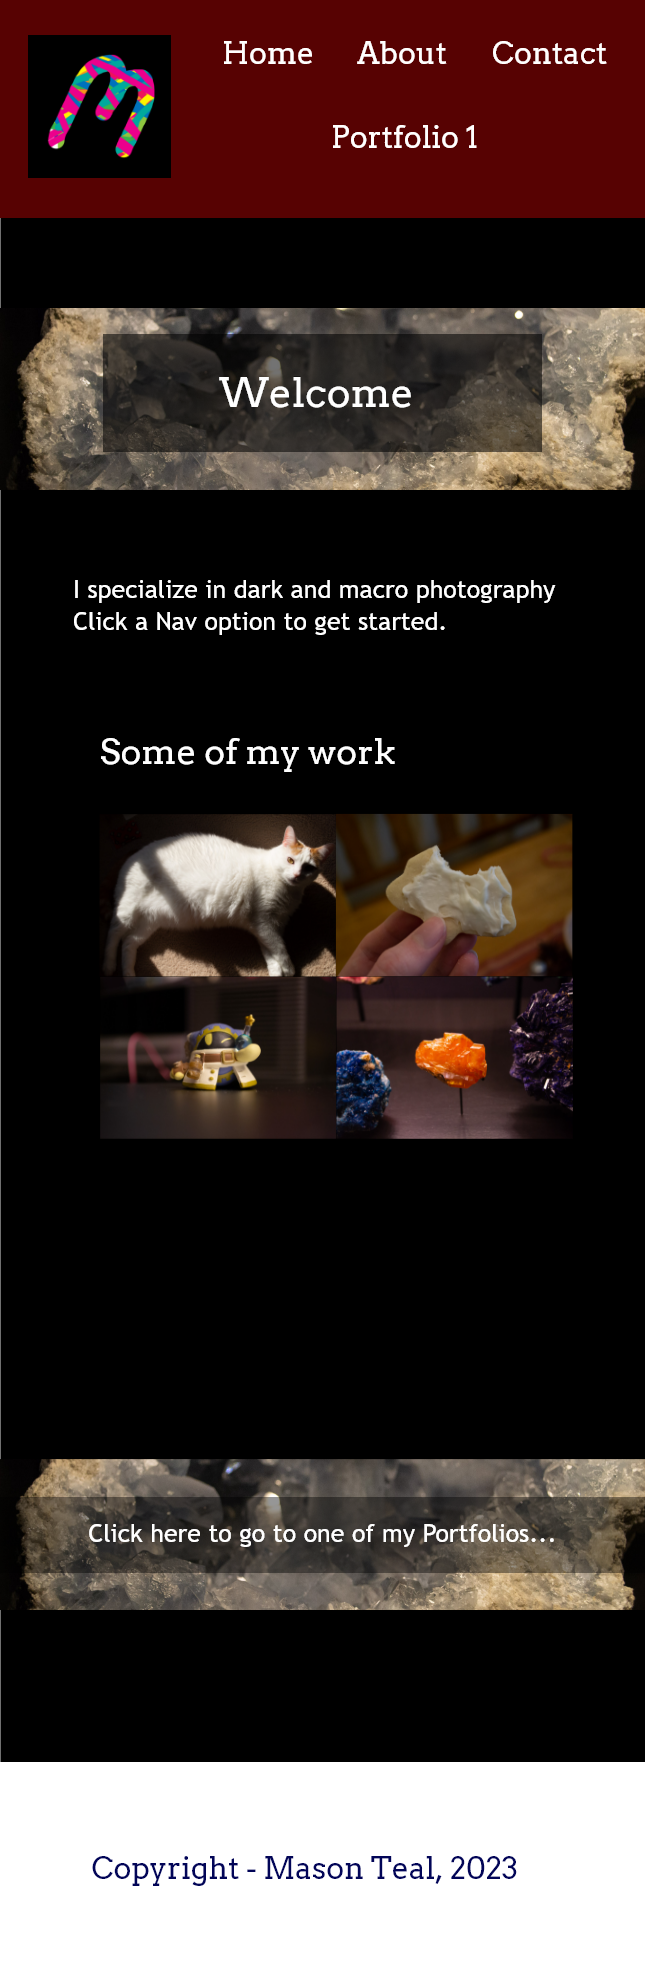 M
Home About Contact
Portfolio 1
Welcome
I specialize in dark and macro photography
Click a Nav option to get started.
Some of my work
Click here to go to one of my Portfolios...
Copyright - Mason Teal, 2023